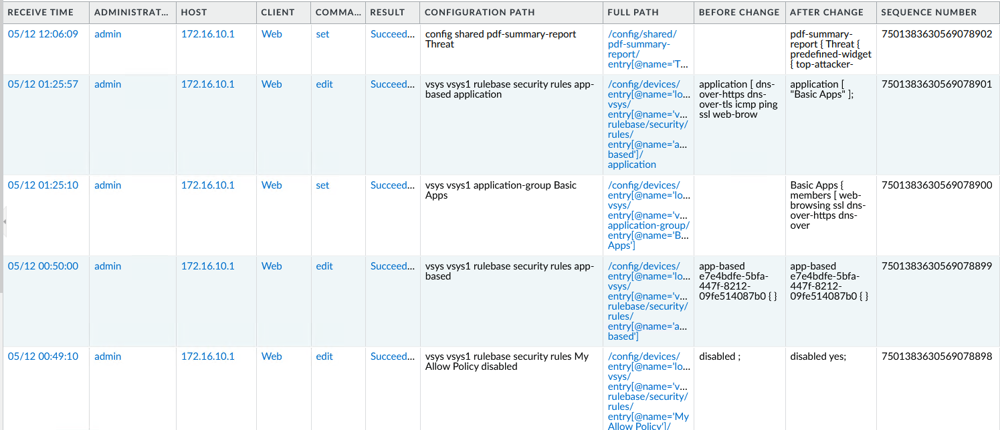 RECEIVE TIME ADMINISTRAT... HOST CLIENT COMMA... RESULT CONFIGURATION PATH FULL PATH BEFORE CHANGE AFTER CHANGE SEQUENCE NUMBER
05/12 12:06:09 admin 172.16.10.1 Web set Succeed... config shared pdf-summary-report /config/shared/ pdf-summary- 7501383630569078902
Threat pdf-summary- report { Threat {
report/ predefined-widget
entry[@name='T... { top-attacker-
05/12 01:25:57 admin 172.16.10.1 Web edit Succeed... vsys vsys1 rulebase security rules app- /config/devices/ application [ dns- application [ 7501383630569078901
based application entry[@name='lo... over-https dns- "Basic Apps" ];
vsys/ over-tls icmp ping
entry[@name='v... ssl web-brow
rulebase/security/
rules/
entry[@name='a...
based']/
application
05/12 01:25:10 admin 172.16.10.1 Web set Succeed... vsys vsys1 application-group Basic /config/devices/ Basic Apps { 7501383630569078900
Apps entry[@name='lo... members [ web-
vsys/ browsing ssl dns-
entry[@name='v... over-https dns-
application-group/ over
entry[@name='B...
Apps']
05/12 00:50:00 admin 172.16.10.1 Web edit Succeed... vsys vsys1 rulebase security rules app- /config/devices/ app-based app-based 7501383630569078899
based entry[@name='lo... e7e4bdfe-5bfa- e7e4bdfe-5bfa-
vsys/ 447f-8212- 447f-8212-
entry[@name='v... 09fe514087b0 { } 09fe514087b0 { }
rulebase/security/
rules/
entry[@name='a...
based']
05/12 00:49:10 admin 172.16.10.1 Web edit Succeed... vsys vsys1 rulebase security rules My /config/devices/ disabled ; disabled yes; 7501383630569078898
Allow Policy disabled entry[@name='lo...
vsys/
entry[@name='v...
rulebase/security/
rules/
entry[@name='My
Allow Policy']/